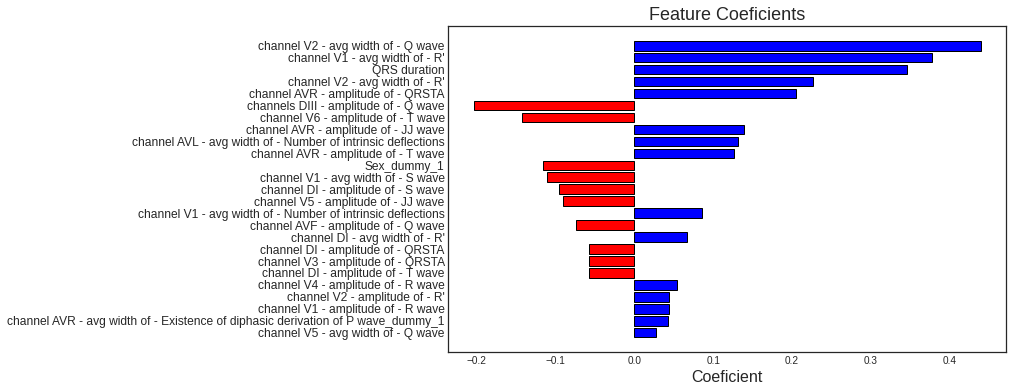 Feature Coeficients
channel V2 - avg width of - Q wave
channel V1 - avg width of - R'
QRS duration
channel V2 - avg width of - R'
channel AVR - amplitude of - QRSTA
channels DIII - amplitude of - Q wave
channel V6 - amplitude of - T wave
channel AVR - amplitude of - JJ wave
channel AVL - avg width of - Number of intrinsic deflections
channel AVR - amplitude of - T wave
Sex_dummy_1
channel V1 - avg width of - S wave
channel DI - amplitude of - S wave
channel V5 - amplitude of - JJ wave
channel V1 - avg width of - Number of intrinsic deflections
channel AVF - amplitude of - Q wave
channel DI - avg width of - R'
channel DI - amplitude of - QRSTA
channel V3 - amplitude of - QRSTA
channel DI - amplitude of - T wave
channel V4 - amplitude of - R wave
channel V2 - amplitude of - R'
channel V1 - amplitude of - R wave
channel AVR - avg width of - Existence of diphasic derivation of P wave_dummy_1
channel V5 - avg width of - Q wave
−0.2 −0.1 0.0 0.1 0.2 0.3 0.4
Coeficient